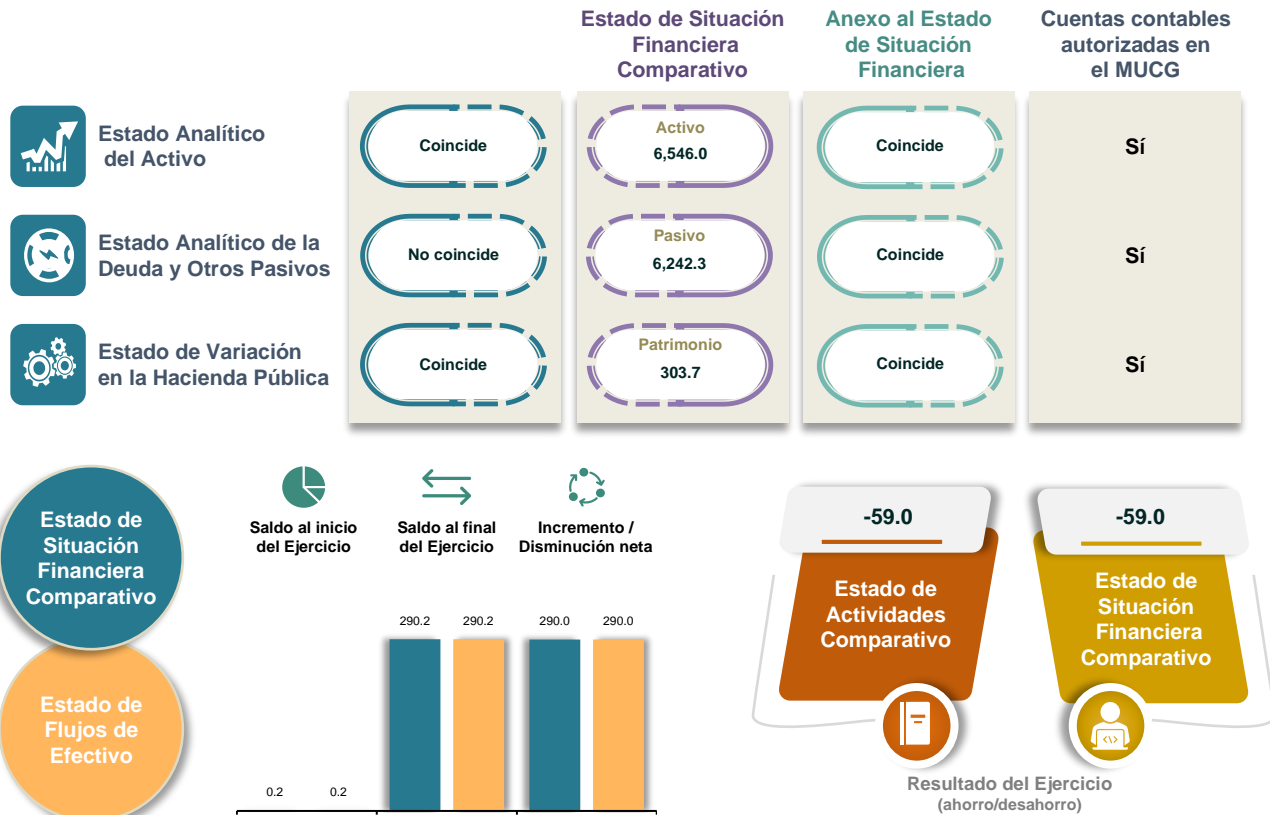 Estado de Situación
Financiera
Comparativo
Anexo al Estado
de Situación
Financiera
Cuentas contables
autorizadas en
el MUCG
Estado Analítico
del Activo
Coincide
Activo
6,546.0
Coincide
Sí
Estado Analítico de la
Deuda y Otros Pasivos
No coincide
Pasivo
6,242.3
Coincide
Sí
Estado de Variación
en la Hacienda Pública
Coincide
Patrimonio
303.7
Coincide
Sí
Estado de
Situación
Financiera
Comparativo
Estado de
Flujos de
Efectivo
Saldo al inicio
del Ejercicio
Saldo al final
del Ejercicio
Incremento /
Disminución neta
0.2
0.2
290.2
290.2
290.0
290.0
-59.0
Estado de
Actividades
Comparativo
-59.0
Estado de
Situación
Financiera
Comparativo
Resultado del Ejercicio
(ahorro/desahorro)